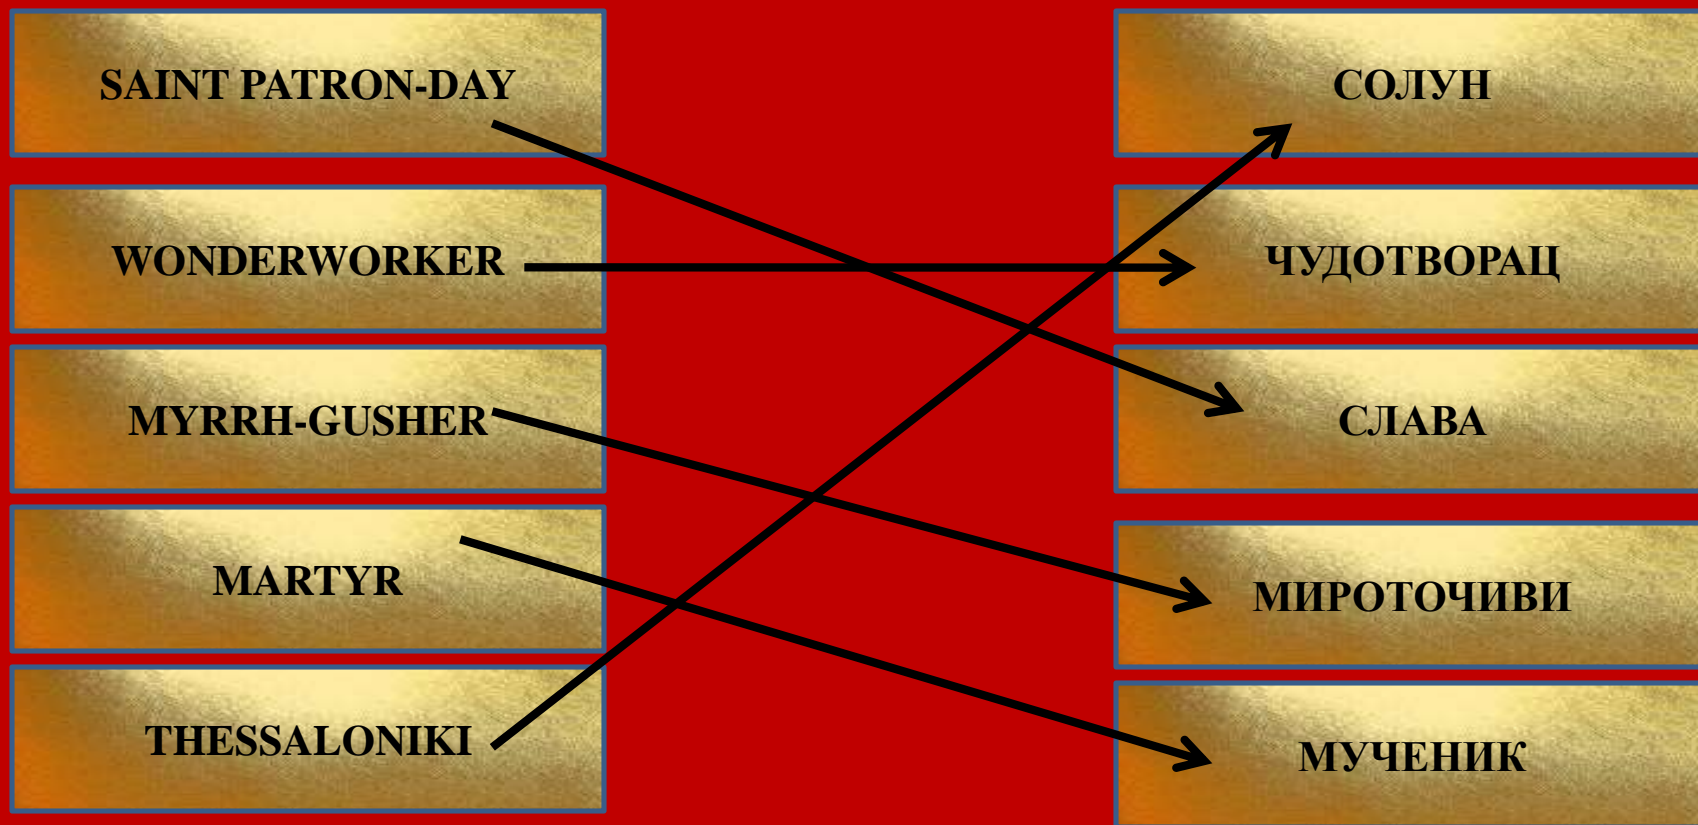 SAINT PATRON-DAY
WONDERWORKER
MYRRH-GUSHER
MARTYR
THESSALONIKI
СОЛУН
ЧУДОТВОРАЦ
СЛАВА
МИРОТОЧИВИ
МУЧЕНИК